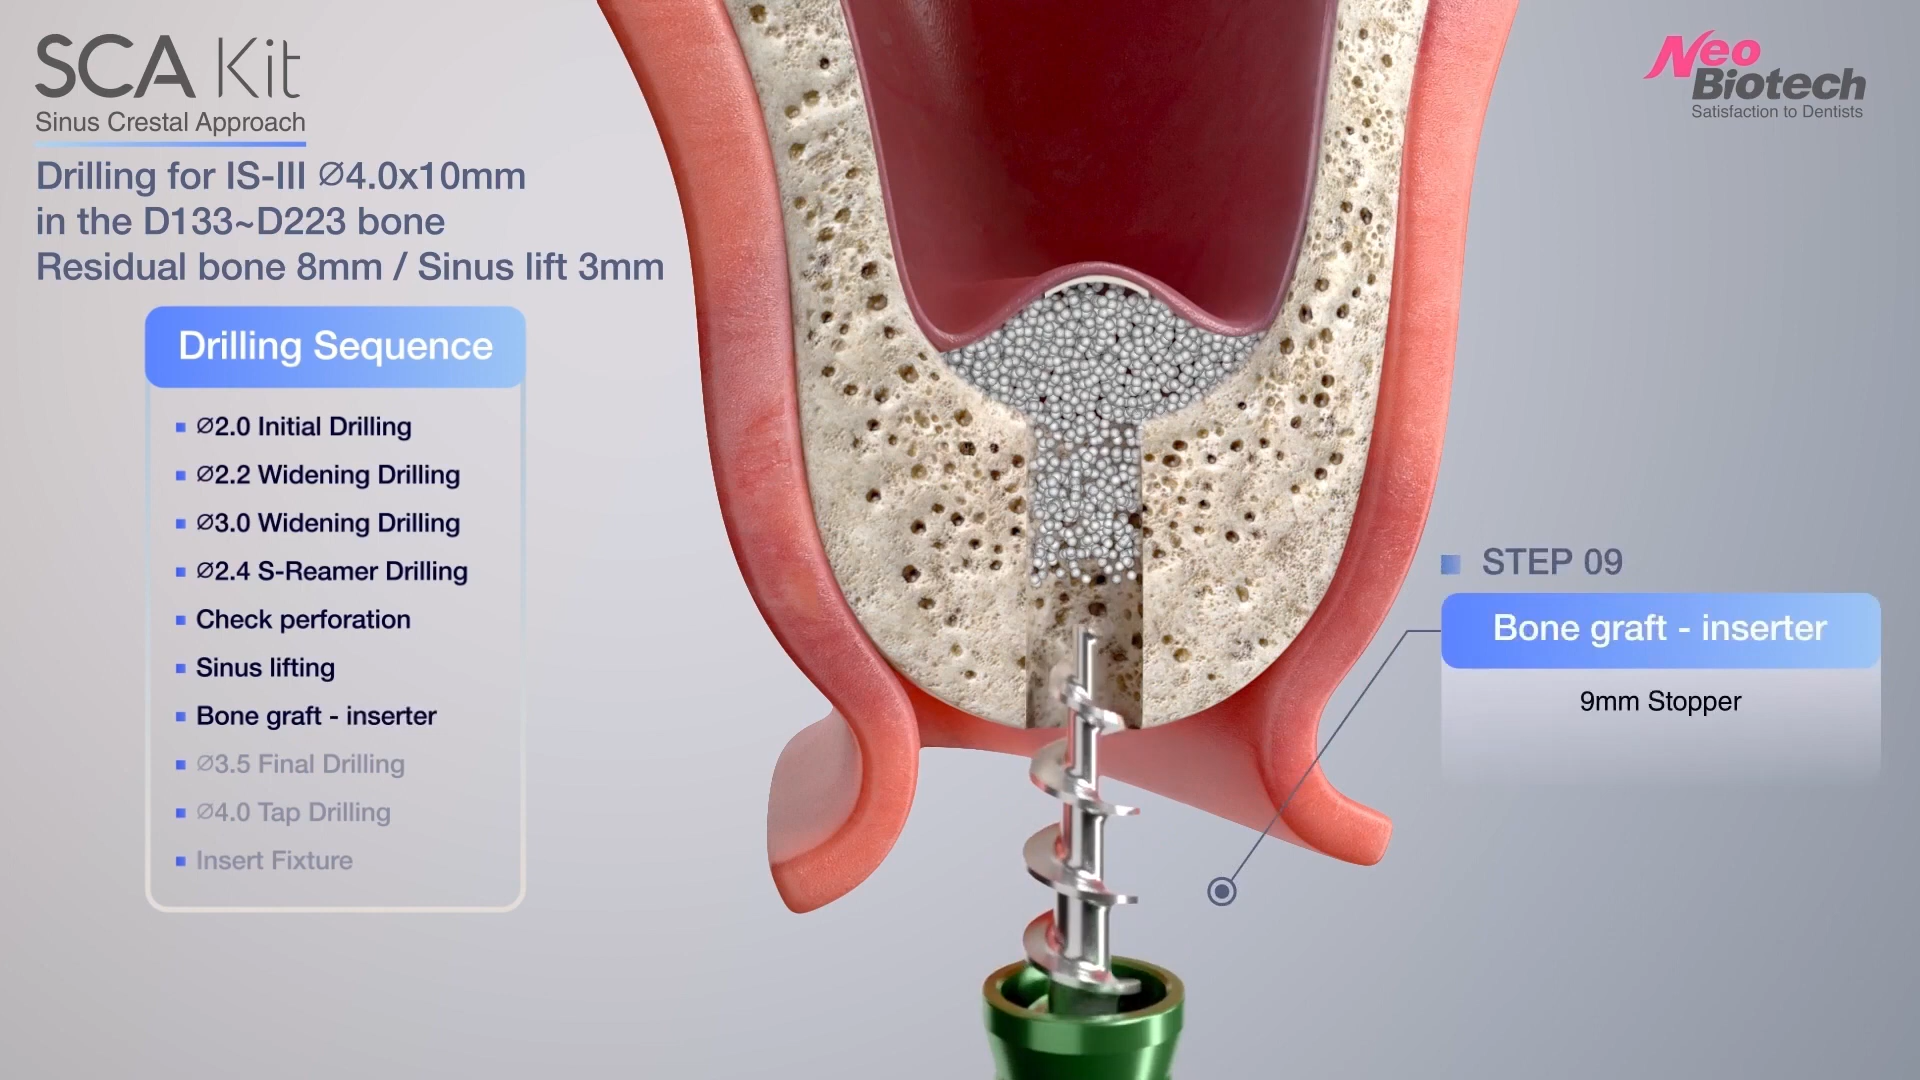 SCA Kit
Sinus Crestal Approach
Drilling for IS-III Ø4.0x10mm
in the D133~D223 bone
Residual bone 8mm / Sinus lift 3mm
Drilling Sequence
Ø2.0 Initial Drilling
Ø2.2 Widening Drilling
Ø3.0 Widening Drilling
Ø2.4 S-Reamer Drilling
Check perforation
Sinus lifting
Bone graft - inserter
Ø3.5 Final Drilling
Ø4.0 Tap Drilling
Insert Fixture
Neo
Biotech
Satisfaction to Dentists
STEP 09
Bone graft - inserter
9mm Stopper